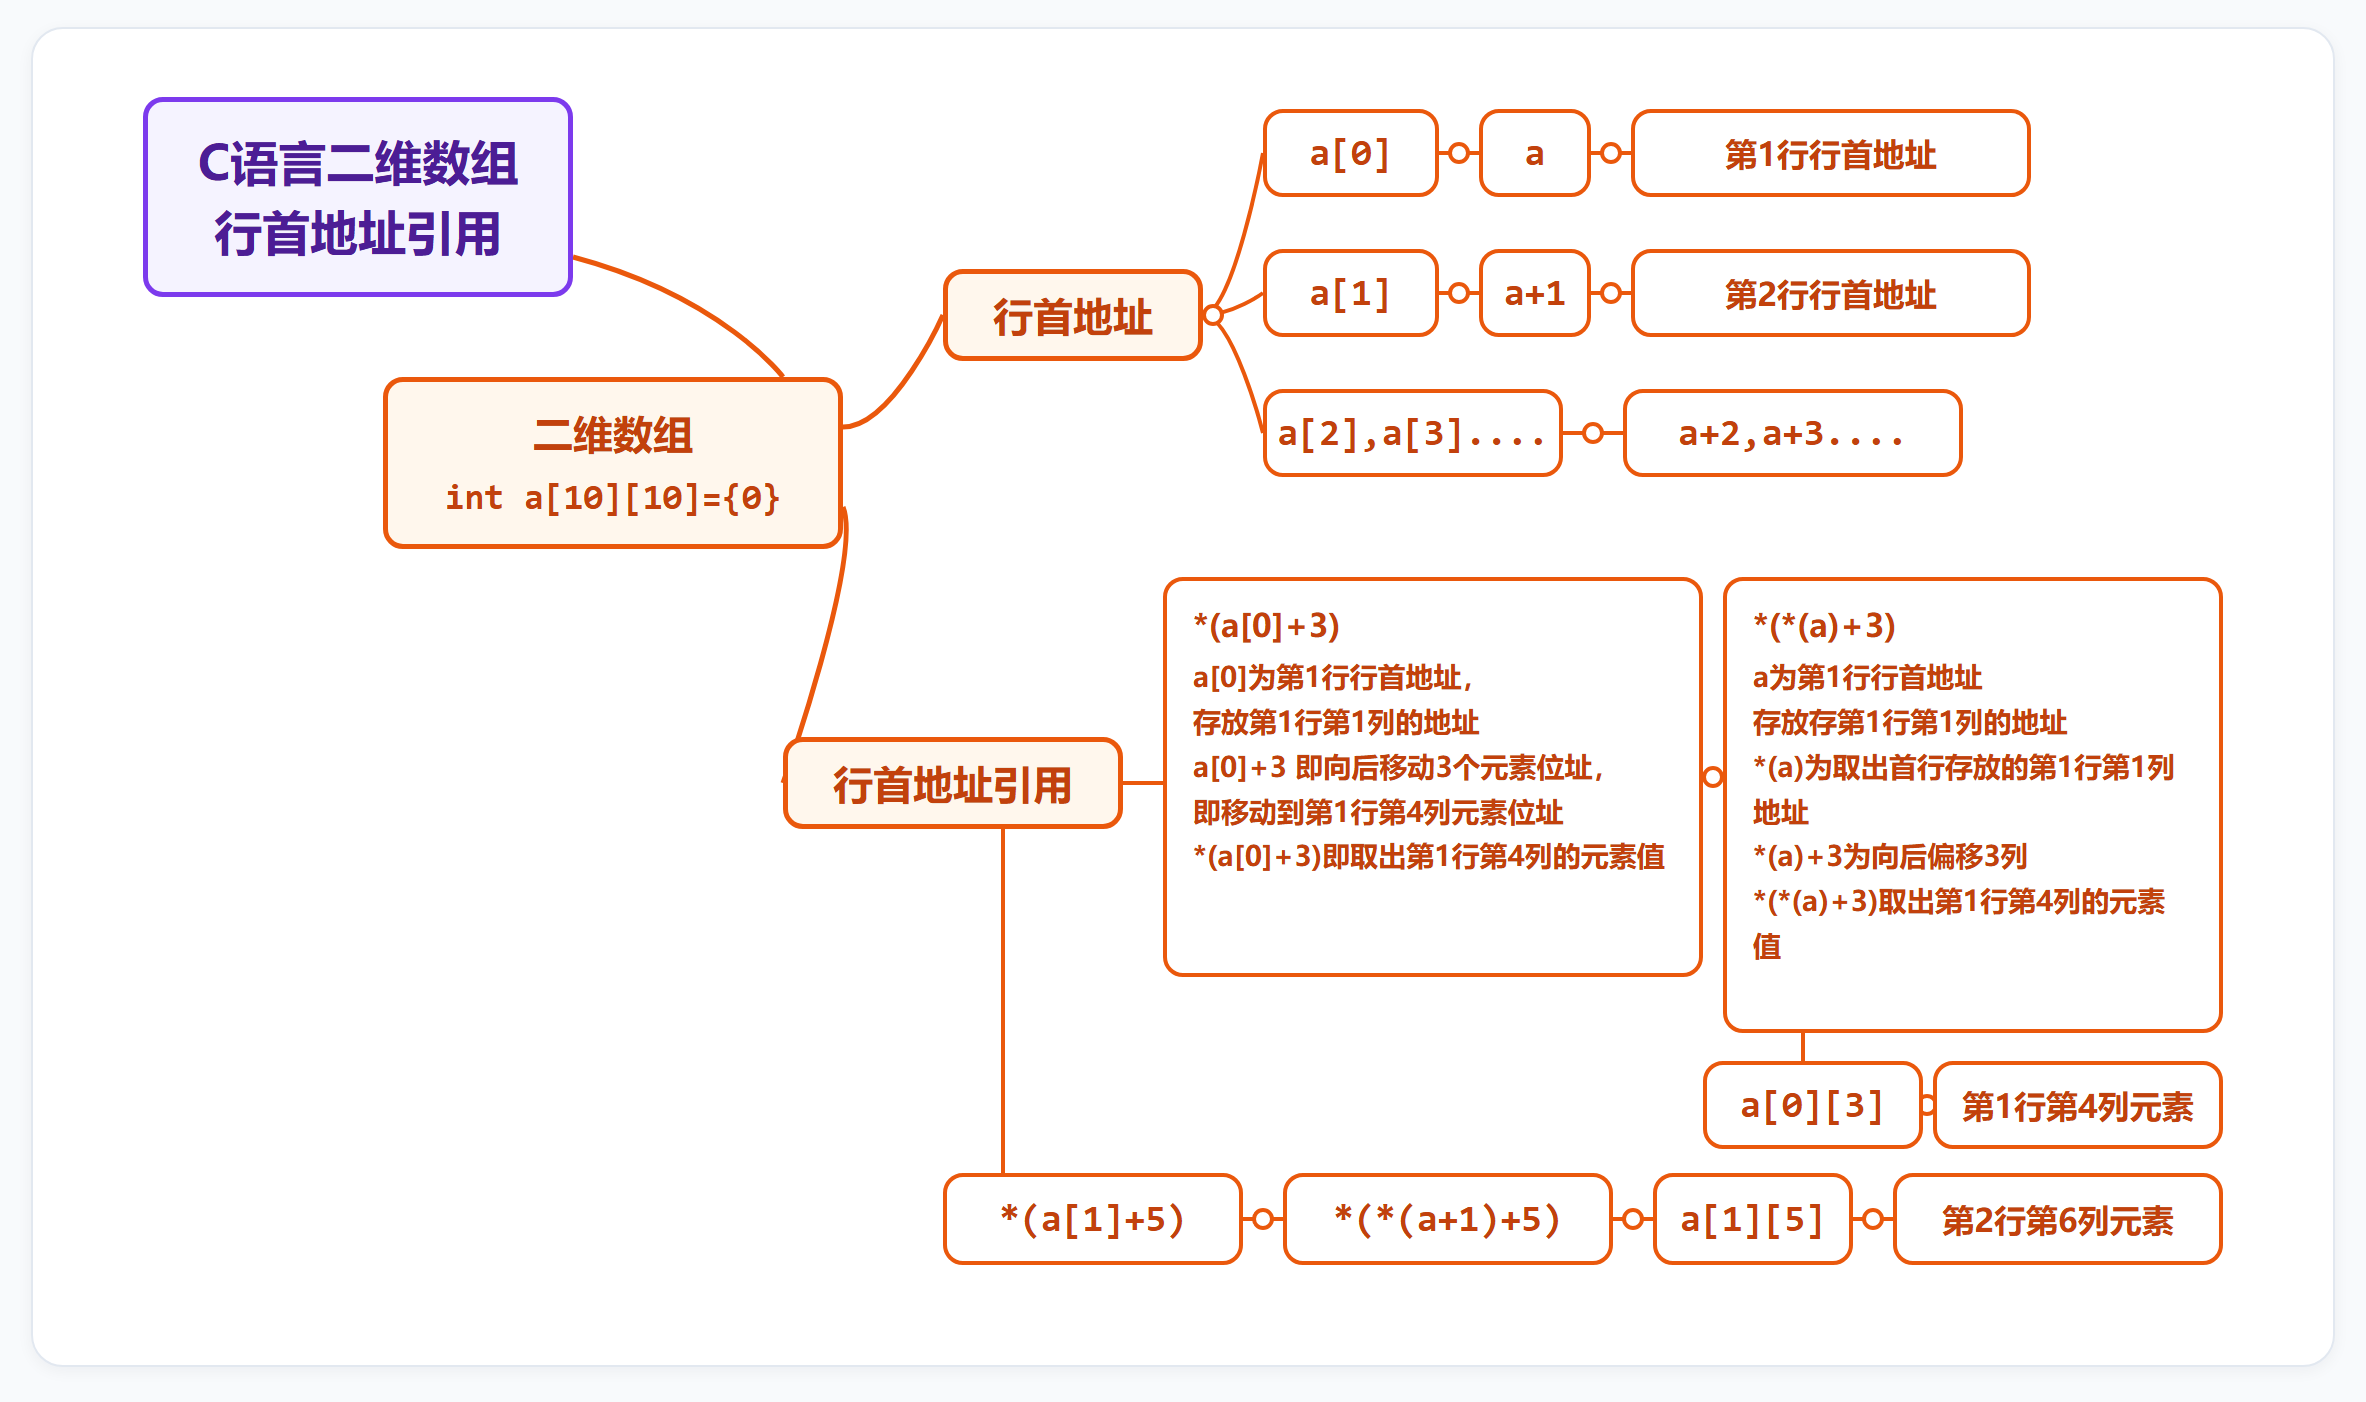 C语言二维数组
行首地址引用
二维数组
int a[10][10]={0}
行首地址
a[0]
a
第1行行首地址
a[1]
a+1
第2行行首地址
a[2],a[3]....
a+2,a+3....
行首地址引用
*(a[0]+3)
a[0]为第1行行首地址，
存放第1行第1列的地址
a[0]+3 即向后移动3个元素位址，
即移动到第1行第4列元素位址
*(a[0]+3)即取出第1行第4列的元素值
*(*(a)+3)
a为第1行行首地址
存放存第1行第1列的地址
*(a)为取出首行存放的第1行第1列
地址
*(a)+3为向后偏移3列
*(*(a)+3)取出第1行第4列的元素
值
a[0][3]
第1行第4列元素
*(a[1]+5)
*(*(a+1)+5)
a[1][5]
第2行第6列元素